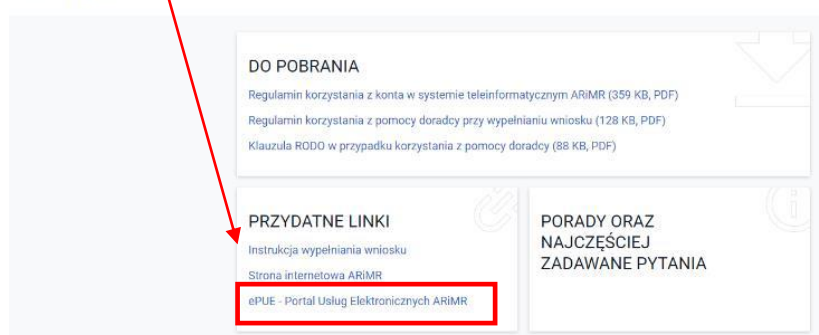 DO POBRANIA
Regulamin korzystania z konta w systemie teleinformatycznym ARiMR (359 KB, PDF)
Regulamin korzystania z pomocy doradcy przy wypełnianiu wniosku (128 KB, PDF)
Klauzula RODO w przypadku korzystania z pomocy doradcy (88 KB, PDF)
PRZYDATNE LINKI
Instrukcja wypełniania wniosku
Strona internetowa ARiMR
ePUE - Portal Usług Elektronicznych ARiMR
PORADY ORAZ
NAJCZĘŚCIEJ
ZADAWANE PYTANIA